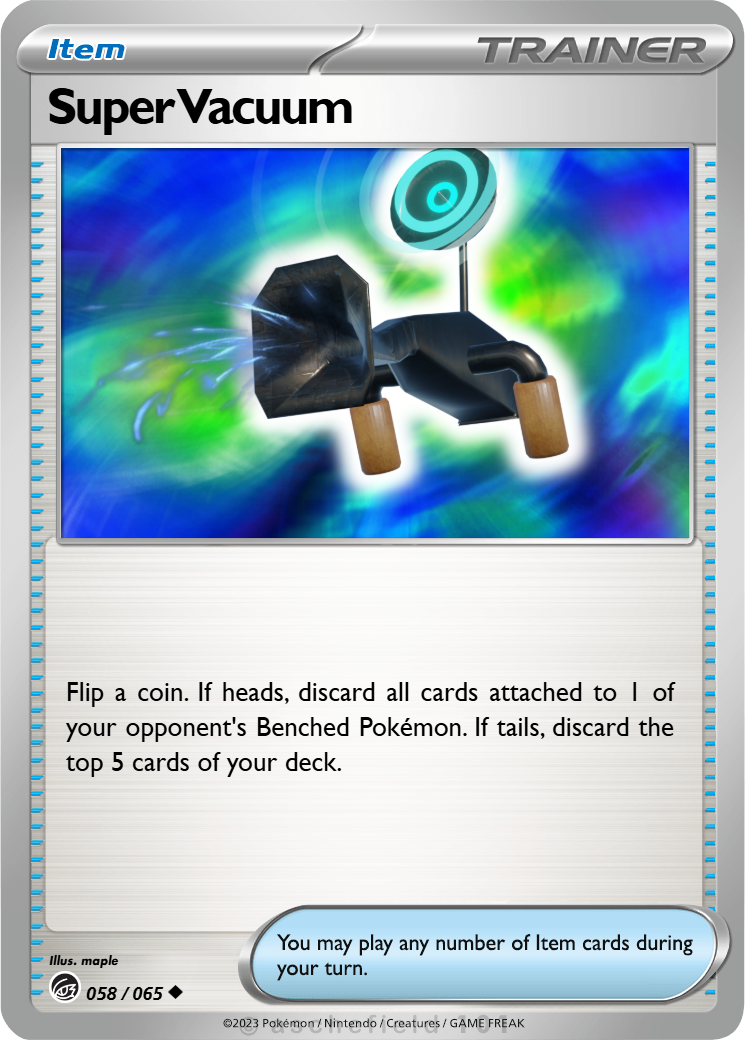 Item
TRAINER
Super Vacuum
Flip a coin. If heads, discard all cards attached to 1 of
your opponent's Benched Pokémon. If tails, discard the
top 5 cards of your deck.
You may play any number of Item cards during
your turn.
Illus. maple
058 / 065
©2023 Pokémon / Nintendo / Creatures / GAME FREAK